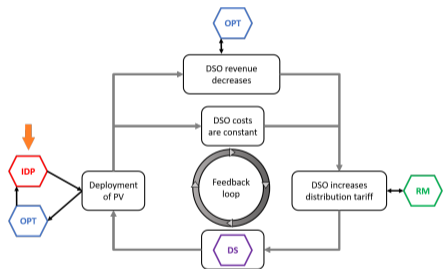 OPT
DSO revenue
decreases
DSO costs
are constant
IDP
Deployment
of PV
Feedback
loop
DSO increases
distribution tariff
RM
OPT
DS